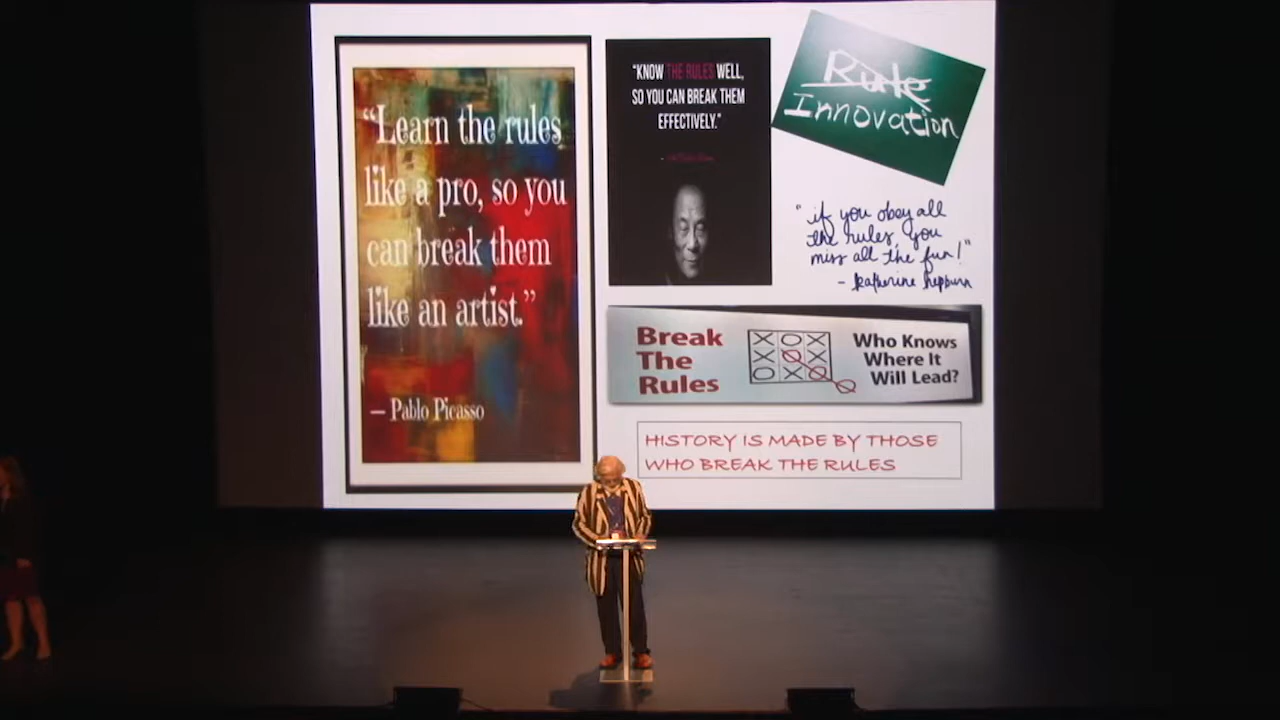 “Learn the rules
like a pro, so you
can break them
like an artist.”
— Pablo Picasso
“KNOW THE RULES WELL,
SO YOU CAN BREAK THEM
EFFECTIVELY.”
Rule
Innovation
“if you obey all
the rules, you
miss all the fun!”
- katherine hepburn
Break
The
Rules
X O X
X O X
O X O
O
Who Knows
Where It
Will Lead?
HISTORY IS MADE BY THOSE
WHO BREAK THE RULES